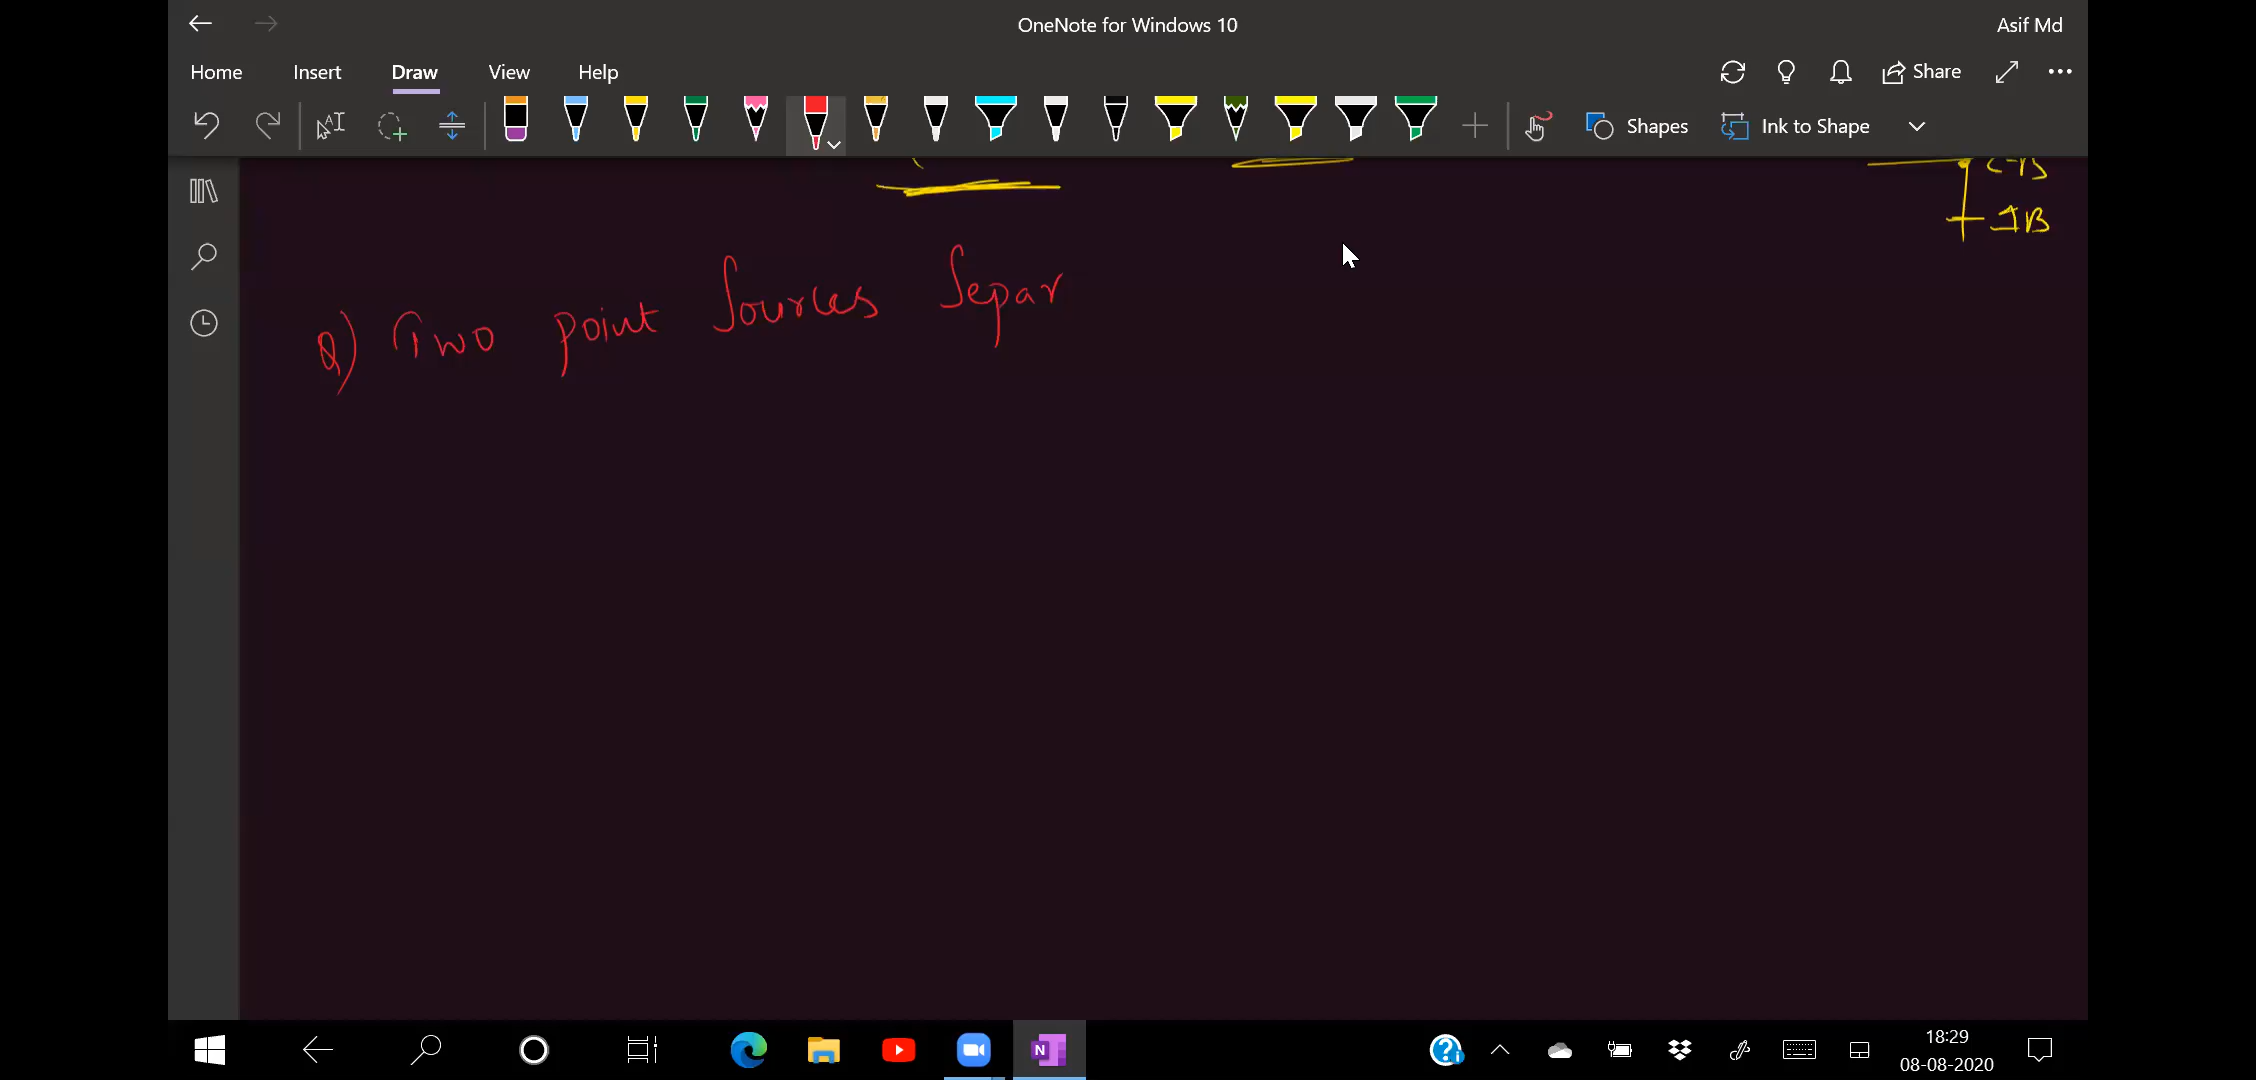 OneNote for Windows 10
Asif Md
Home Insert Draw View Help
Share
Shapes
Ink to Shape
IB
Q) Two point Sources Separ
18:29
08-08-2020